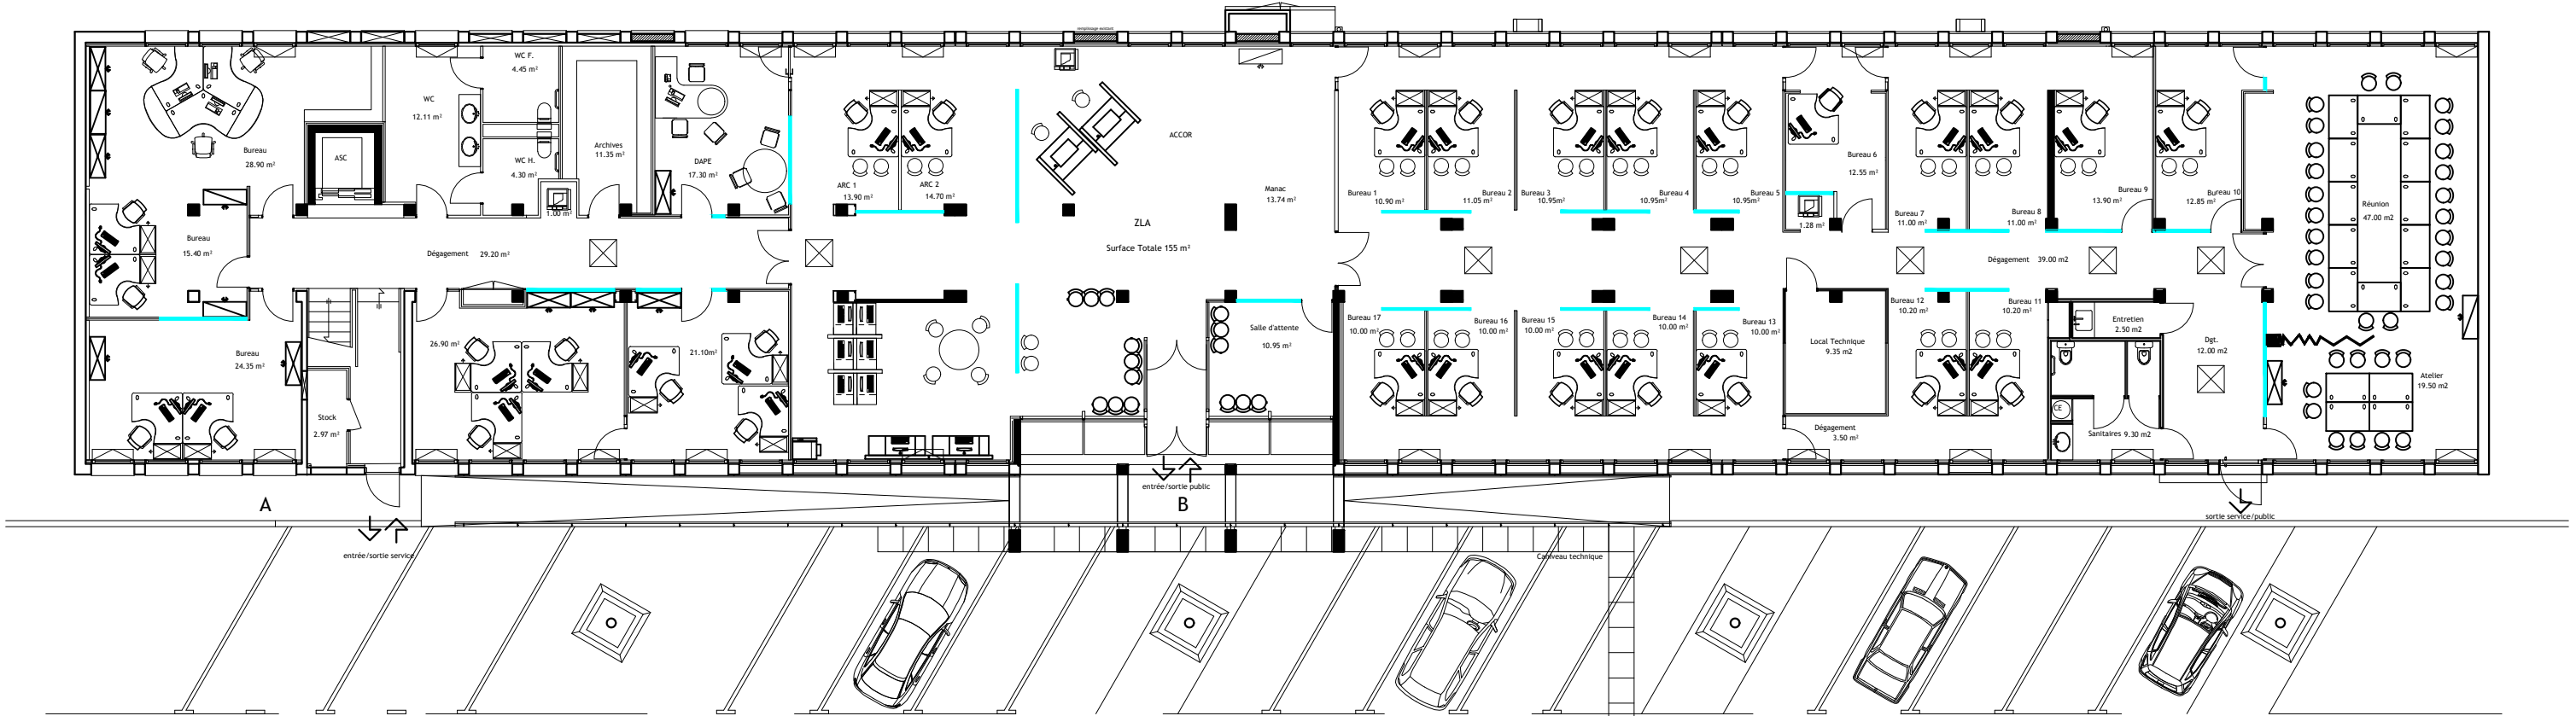 remplissage existant
WC F.
4.45 m²
WC
12.11 m²
Bureau
28.90 m²
ASC
Archives
11.35 m²
WC H.
4.30 m²
DAPE
17.30 m²
1.00 m²
ARC 1
13.90 m²
ARC 2
14.70 m²
ACCOR
Manac
13.74 m²
ZLA
Surface Totale 155 m²
Bureau 1
10.90 m²
Bureau 2
11.05 m²
Bureau 3
10.95m²
Bureau 4
10.95m²
Bureau 5
10.95m²
Bureau 6
12.55 m²
1.28 m²
Bureau 7
11.00 m²
Bureau 8
11.00 m²
Bureau 9
13.90 m²
Bureau 10
12.85 m²
Réunion
47.00 m2
Bureau
15.40 m²
Dégagement 29.20 m²
Dégagement 39.00 m2
Bureau
24.35 m²
Stock
2.97 m²
26.90 m²
21.10m²
Salle d'attente
10.95 m²
Bureau 17
10.00 m²
Bureau 16
10.00 m²
Bureau 15
10.00 m²
Bureau 14
10.00 m²
Bureau 13
10.00 m²
Local Technique
9.35 m2
Bureau 12
10.20 m²
Bureau 11
10.20 m²
Entretien
2.50 m2
Dgt.
12.00 m2
Atelier
19.50 m2
CE
Dégagement
3.50 m²
Sanitaires 9.30 m2
A
entrée/sortie service
entrée/sortie public
B
sortie service/public
Caniveau technique